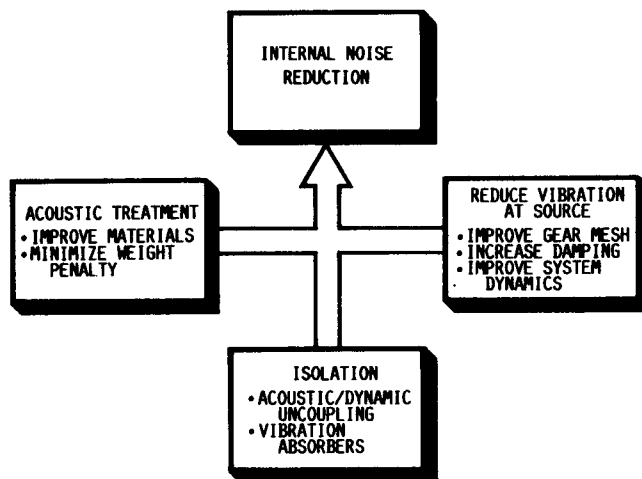 INTERNAL NOISE
REDUCTION
ACOUSTIC TREATMENT
• IMPROVE MATERIALS
• MINIMIZE WEIGHT
PENALTY
REDUCE VIBRATION
AT SOURCE
• IMPROVE GEAR MESH
• INCREASE DAMPING
• IMPROVE SYSTEM
DYNAMICS
ISOLATION
• ACOUSTIC/DYNAMIC
UNCOUPLING
• VIBRATION
ABSORBERS